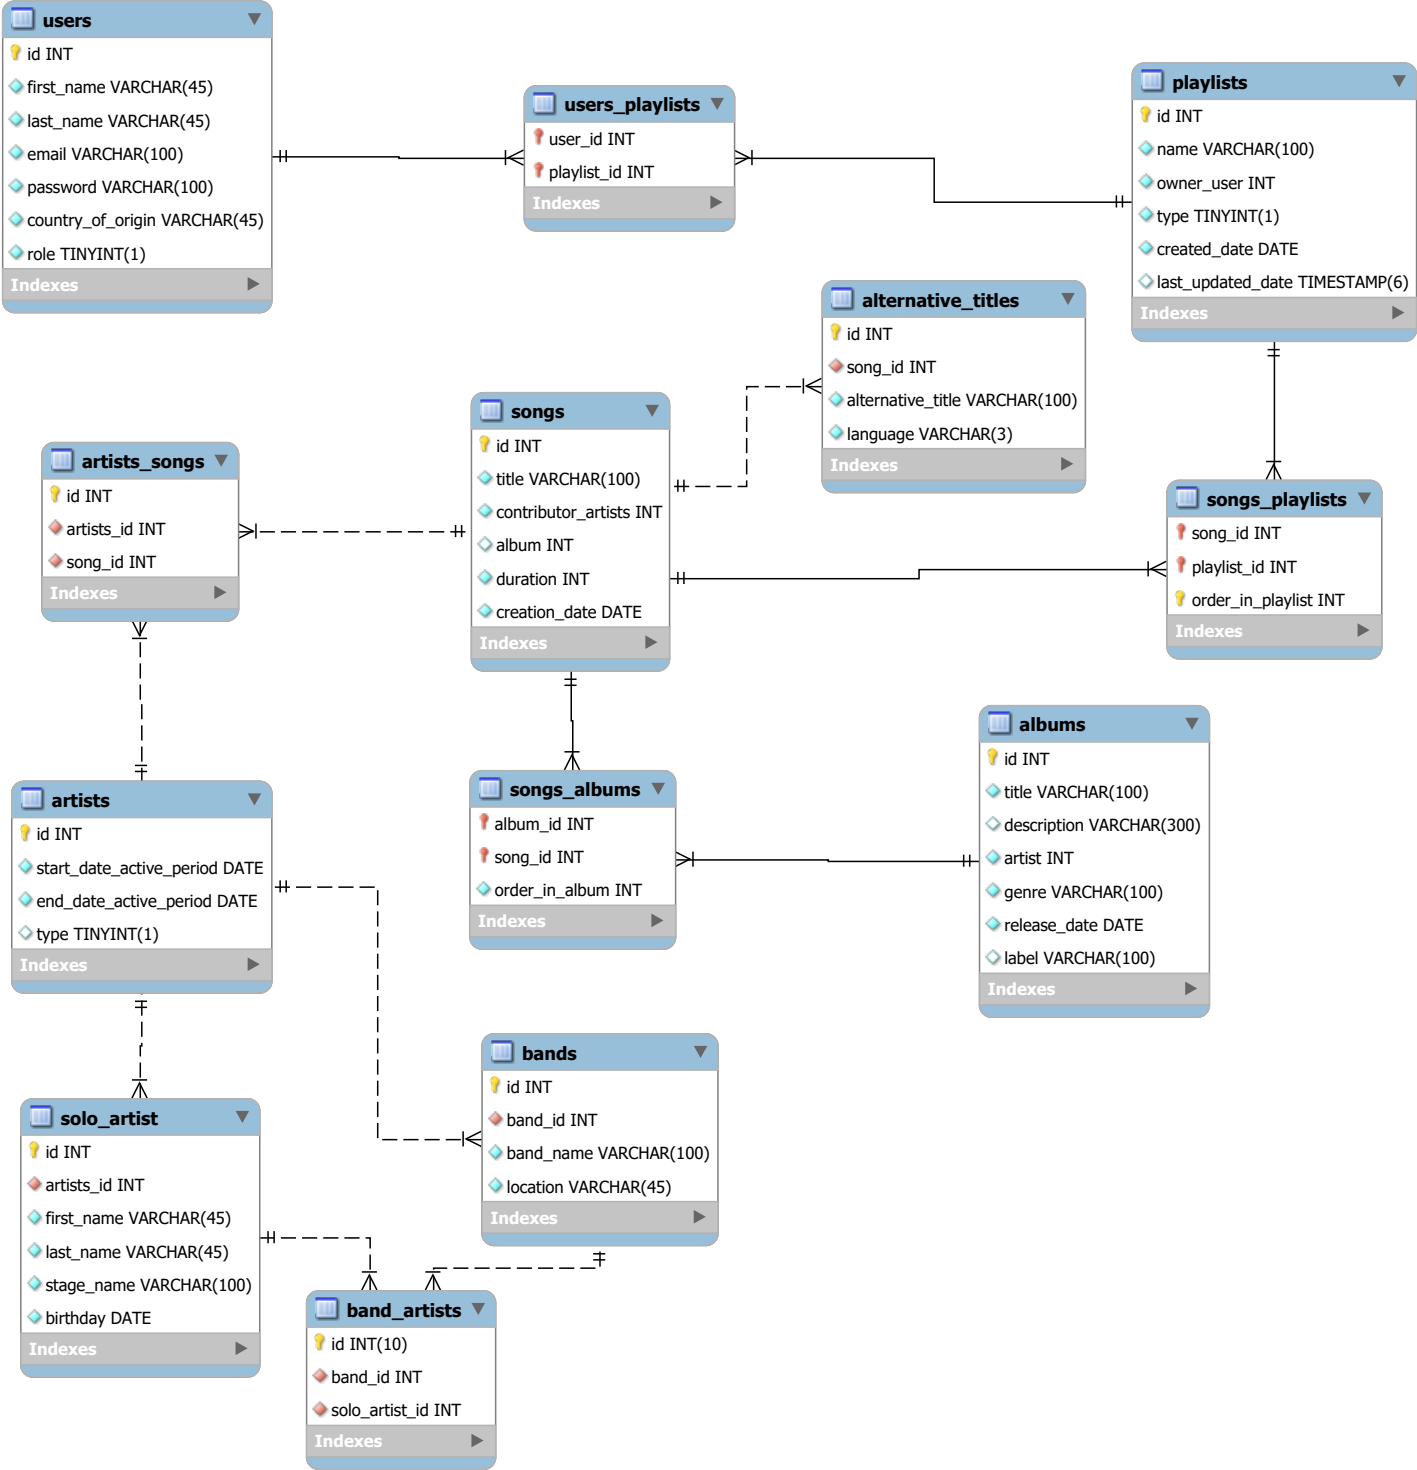 users
id INT
first_name VARCHAR(45)
last_name VARCHAR(45)
email VARCHAR(100)
password VARCHAR(100)
country_of_origin VARCHAR(45)
role TINYINT(1)
Indexes
users_playlists
user_id INT
playlist_id INT
Indexes
playlists
id INT
name VARCHAR(100)
owner_user INT
type TINYINT(1)
created_date DATE
last_updated_date TIMESTAMP(6)
Indexes
alternative_titles
id INT
song_id INT
alternative_title VARCHAR(100)
language VARCHAR(3)
Indexes
songs
id INT
title VARCHAR(100)
contributor_artists INT
album INT
duration INT
creation_date DATE
Indexes
artists_songs
id INT
artists_id INT
song_id INT
Indexes
songs_playlists
song_id INT
playlist_id INT
order_in_playlist INT
Indexes
albums
id INT
title VARCHAR(100)
description VARCHAR(300)
artist INT
genre VARCHAR(100)
release_date DATE
label VARCHAR(100)
Indexes
songs_albums
album_id INT
song_id INT
order_in_album INT
Indexes
artists
id INT
start_date_active_period DATE
end_date_active_period DATE
type TINYINT(1)
Indexes
bands
id INT
band_id INT
band_name VARCHAR(100)
location VARCHAR(45)
Indexes
solo_artist
id INT
artists_id INT
first_name VARCHAR(45)
last_name VARCHAR(45)
stage_name VARCHAR(100)
birthday DATE
Indexes
band_artists
id INT(10)
band_id INT
solo_artist_id INT
Indexes